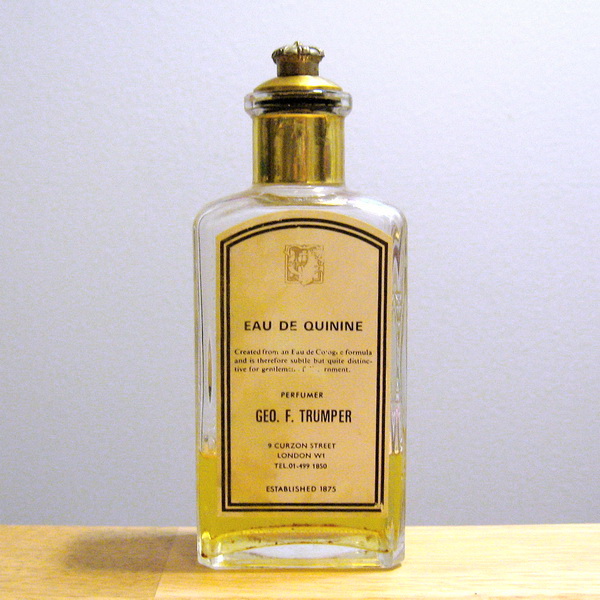 EAU DE QUININE
Created from an Eau de Cologne formula
and is therefore subtle but quite distinc-
tive for
PERFUMER
GEO. F. TRUMPER
9 CURZON STREET
LONDON W1
TEL.01-499 1850
ESTABLISHED 1875